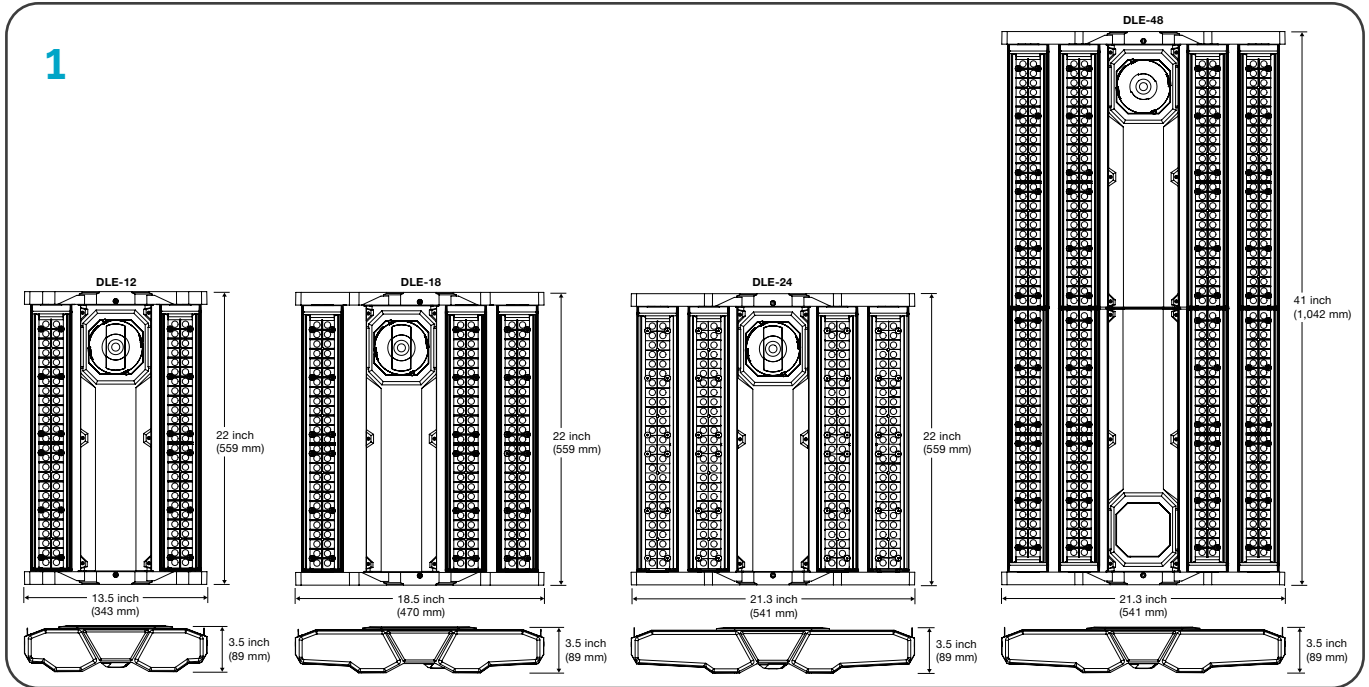 1
DLE-12
22 inch
(559 mm)
13.5 inch
(343 mm)
3.5 inch
(89 mm)
DLE-18
22 inch
(559 mm)
18.5 inch
(470 mm)
3.5 inch
(89 mm)
DLE-24
22 inch
(559 mm)
21.3 inch
(541 mm)
3.5 inch
(89 mm)
DLE-48
41 inch
(1,042 mm)
21.3 inch
(541 mm)
3.5 inch
(89 mm)